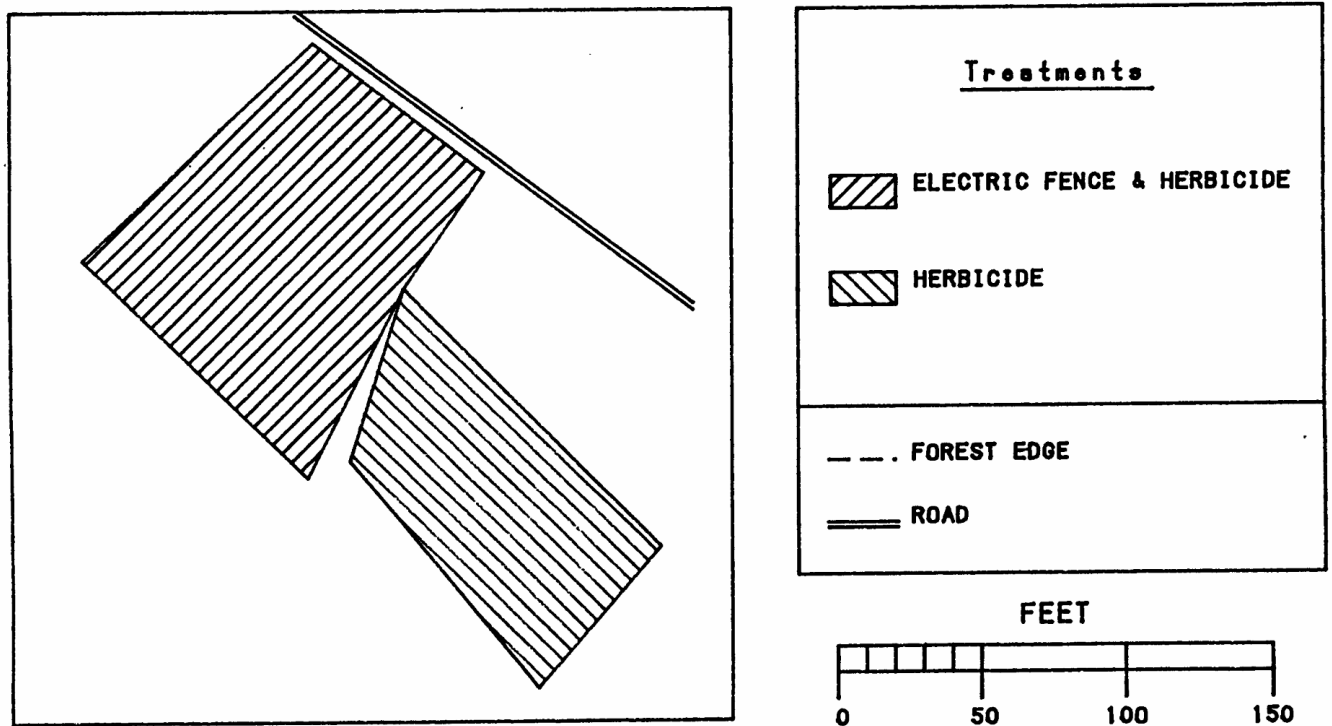 Treatments
ELECTRIC FENCE & HERBICIDE
HERBICIDE
FOREST EDGE
ROAD
FEET
0 50 100 150